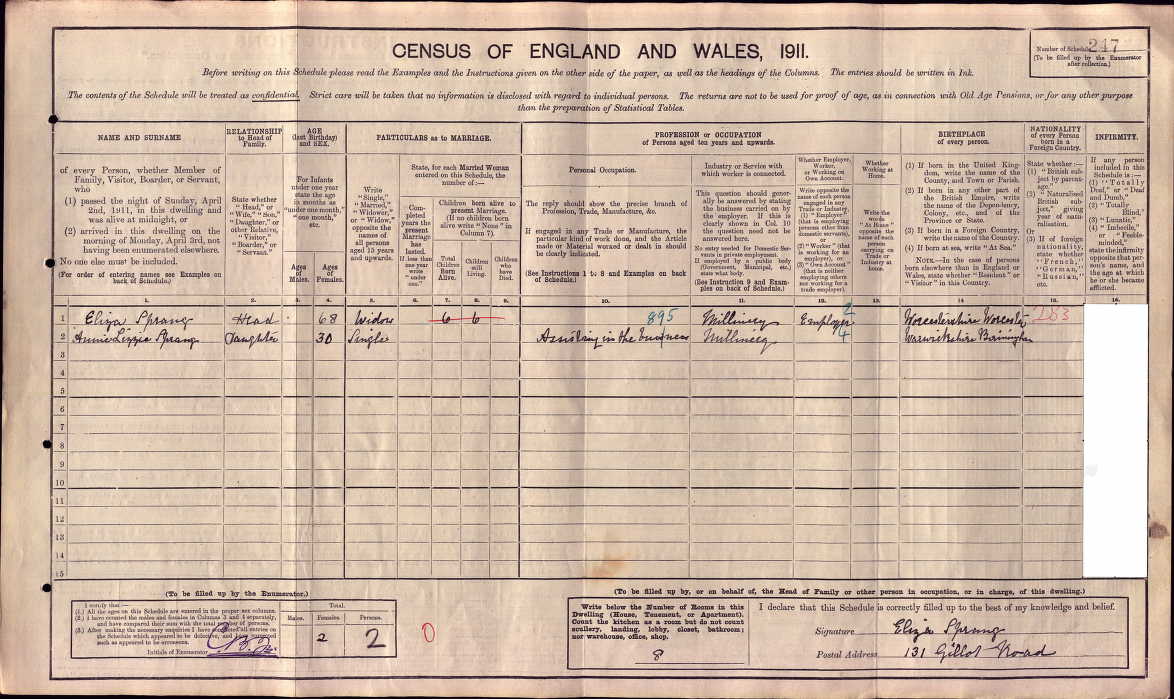 CENSUS OF ENGLAND AND WALES, 1911.
Number of Schedule 247
(To be filled up by the Enumerator
after collection.)
Before writing on this Schedule please read the Examples and the Instructions given on the other side of the paper, as well as the headings of the Columns. The entries should be written in Ink.
The contents of the Schedule will be treated as confidential. Strict care will be taken that no information is disclosed with regard to individual persons. The returns are not to be used for proof of age, as in connection with Old Age Pensions, or for any other purpose
than the preparation of Statistical Tables.
NAME AND SURNAME
of every Person, whether Member of
Family, Visitor, Boarder, or Servant,
who
(1) passed the night of Sunday, April
2nd, 1911, in this dwelling and
was alive at midnight, or
(2) arrived in this dwelling on the
morning of Monday, April 3rd, not
having been enumerated elsewhere.
No one else must be included.
(For order of entering names see Examples on
back of Schedule.)
RELATIONSHIP
to Head of
Family.
State whether
"Head," or
"Wife," "Son,"
"Daughter," or
other Relative,
"Visitor,"
"Boarder," or
"Servant."
AGE
(last Birthday)
and SEX.
For Infants
under one year
state the age
in months as
"under one month,"
"one month,"
etc.
Ages
of
Males.
Ages
of
Females.
PARTICULARS as to MARRIAGE.
Write
"Single,"
"Married,"
"Widower,"
or "Widow,"
opposite the
names of
all persons
aged 15 years
and upwards.
State, for each Married Woman
entered on this Schedule, the
number of:—
Com-
pleted
years the
present
Marriage
has
lasted.
If less than
one year
write
"under
one."
Children born alive to
present Marriage.
(If no children born
alive write "None" in
Column 7).
Total
Children
Born
Alive.
Children
still
Living.
Children
who
have
Died.
PROFESSION or OCCUPATION
of Persons aged ten years and upwards.
Personal Occupation.
The reply should show the precise branch of
Profession, Trade, Manufacture, &c.
If engaged in any Trade or Manufacture, the
particular kind of work done, and the Article
made or Material worked or dealt in should
be clearly indicated.
(See Instructions 1 to 8 and Examples on back
of Schedule.)
Industry or Service with
which worker is connected.
This question should gener-
ally be answered by stating
the business carried on by
the employer. If this is
clearly shown in Col. 10
the question need not be
answered here.
No entry needed for Domestic Ser-
vants in private employment.
If employed by a public body
(Government, Municipal, etc.)
state what body.
(See Instruction 9 and Exam-
ples on back of Schedule.)
Whether Employer,
Worker,
or Working on
Own Account.
Write opposite the
name of each person
engaged in any
Trade or Industry,
(1) "Employer"
(that is employing
persons other than
domestic servants),
or
(2) "Worker" (that
is working for an
employer), or
(3) "Own Account"
(that is neither
employing others
nor working for a
trade employer).
Whether
Working at
Home.
Write the
words
"At Home"
opposite the
name of each
person
carrying on
Trade or
Industry at
home.
BIRTHPLACE
of every person.
(1) If born in the United King-
dom, write the name of the
County, and Town or Parish.
(2) If born in any other part of
the British Empire, write
the name of the Dependency,
Colony, etc., and of the
Province or State.
(3) If born in a Foreign Country,
write the name of the Country.
(4) If born at sea, write "At Sea."
NOTE.—In the case of persons
born elsewhere than in England or
Wales, state whether "Resident" or
"Visitor" in this Country.
NATIONALITY
of every Person
born in a
Foreign Country.
State whether:—
(1) "British sub-
ject by parent-
age,"
(2) "Naturalised
British sub-
ject," giving
year of natu-
ralisation.
Or
(3) If of foreign
nationality,
state whether
"French,"
"German,"
"Russian,"
etc.
INFIRMITY.
If any person
included in this
Schedule is:—
(1) "Totally
Deaf," or "Deaf
and Dumb,"
(2) "Totally
Blind,"
(3) "Lunatic,"
(4) "Imbecile,"
or "Feeble-
minded,"
state the infirmity
opposite that per-
son's name, and
the age at which
he or she became
afflicted.
1. 2. 3. 4. 5. 6. 7. 8. 9. 10. 11. 12. 13. 14 15. 16.
1 Eliza Sprang Head 68 Widow 6 6 895 Millinery Employer 2 Worcestershire Worcester 283
2 Annie Lizzie Sprang Daughter 30 Single Assisting in the business Millinery 4 Warwickshire Birmingham
3
4
5
6
7
8
9
10
11
12
13
14
15
(To be filled up by the Enumerator.)
I certify that:—
(1.) All the ages on this Schedule are entered in the proper sex columns.
(2.) I have counted the males and females in Columns 3 and 4 separately,
and have compared their sum with the total number of persons.
(3.) After making the necessary enquiries I have completed all entries on
the Schedule which appeared to be defective, and have corrected
such as appeared to be erroneous.
Initials of Enumerator
Total.
Males. Females. Persons.
2 2
0
(To be filled up by, or on behalf of, the Head of Family or other person in occupation, or in charge, of this dwelling.)
Write below the Number of Rooms in this
Dwelling (House, Tenement, or Apartment).
Count the kitchen as a room but do not count
scullery, landing, lobby, closet, bathroom;
nor warehouse, office, shop.
8
I declare that this Schedule is correctly filled up to the best of my knowledge and belief.
Signature Eliza Sprang
Postal Address 131 Gillot Road